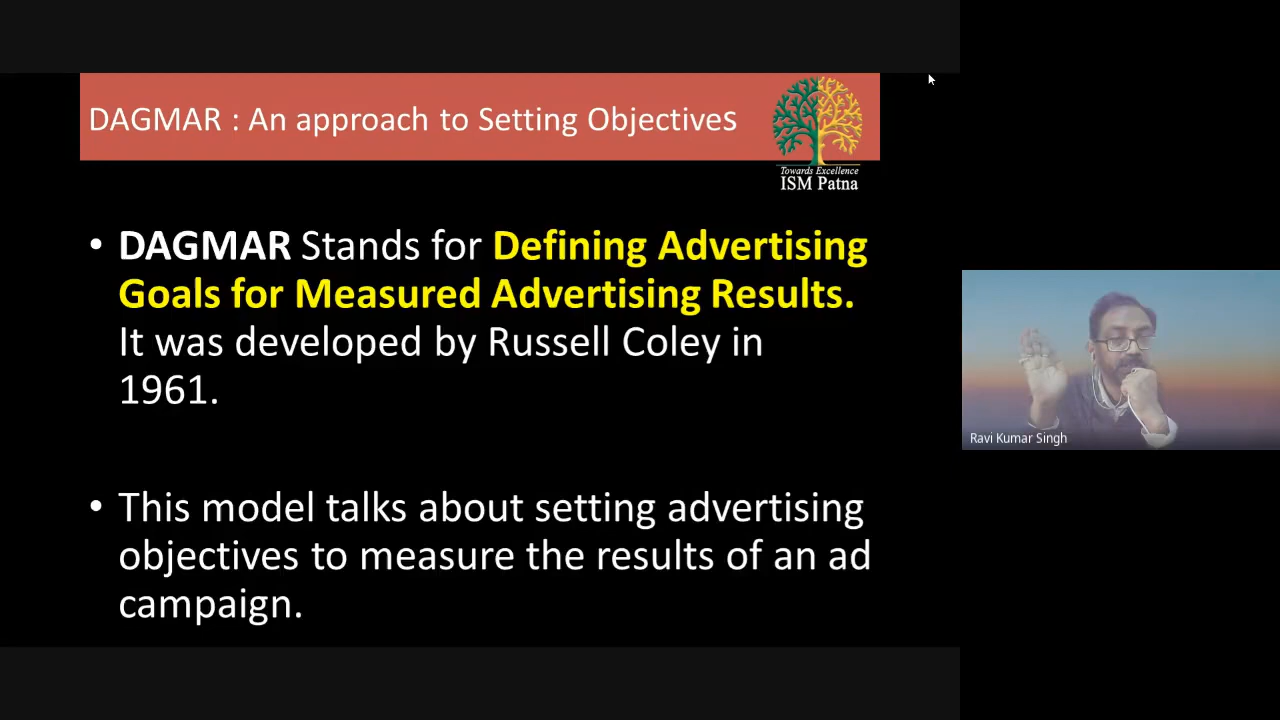 DAGMAR : An approach to Setting Objectives
Towards Excellence
ISM Patna
• DAGMAR Stands for Defining Advertising
Goals for Measured Advertising Results.
It was developed by Russell Coley in
1961.
• This model talks about setting advertising
objectives to measure the results of an ad
campaign.
Ravi Kumar Singh